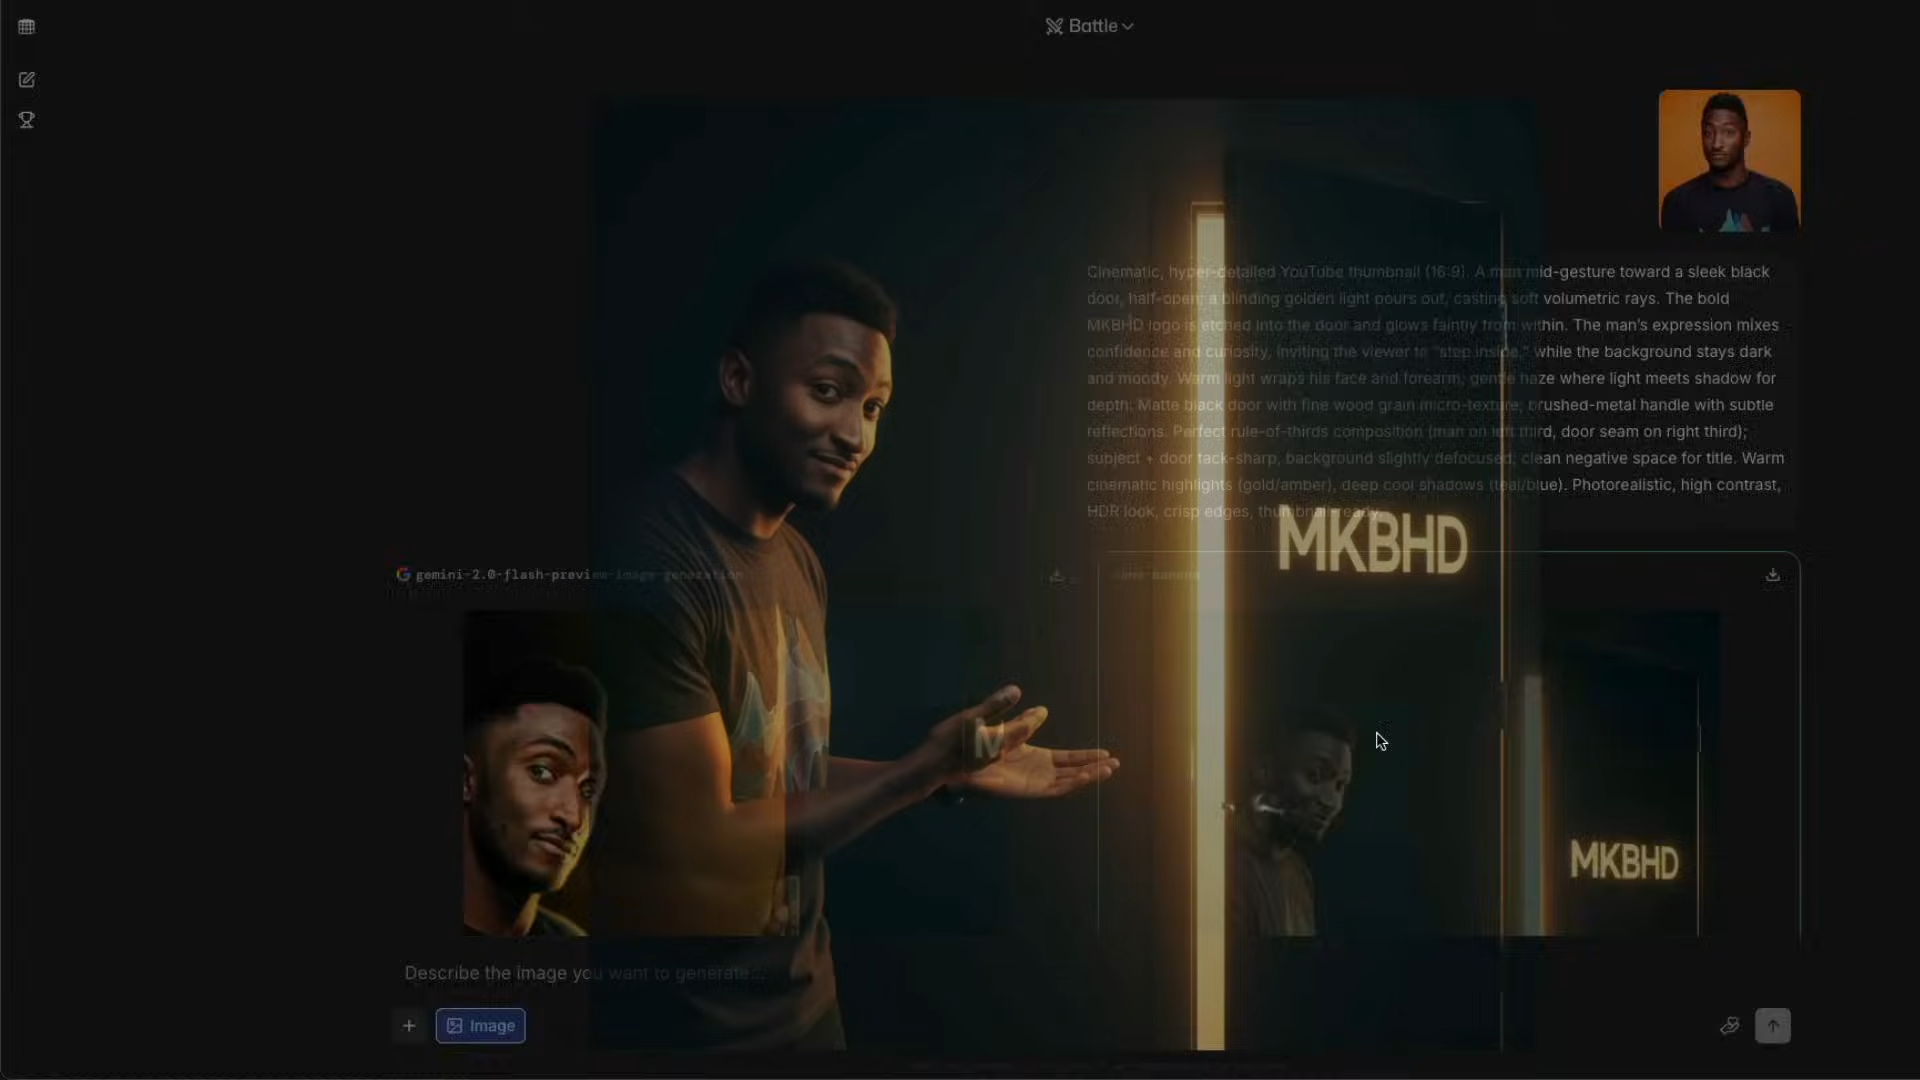 Battle
Cinematic, hyper-detailed YouTube thumbnail (16:9). A man mid-gesture toward a sleek black
door, half-open; a blinding golden light pours out, casting soft volumetric rays. The bold
MKBHD logo is etched into the door and glows faintly from within. The man's expression mixes
confidence and curiosity, inviting the viewer to "step inside," while the background stays dark
and moody. Warm light wraps his face and forearm; gentle haze where light meets shadow for
depth. Matte black door with fine wood grain micro-texture; brushed-metal handle with subtle
reflections. Perfect rule-of-thirds composition (man on left third, door seam on right third);
subject + door tack-sharp, background slightly defocused; clean negative space for title. Warm
cinematic highlights (gold/amber), deep cool shadows (teal/blue). Photorealistic, high contrast,
HDR look, crisp edges, thumbnail-ready.
MKBHD
gemini-2.0-flash-preview-image-generation
nano-banana
M
MKBHD
Describe the image you want to generate...
Image